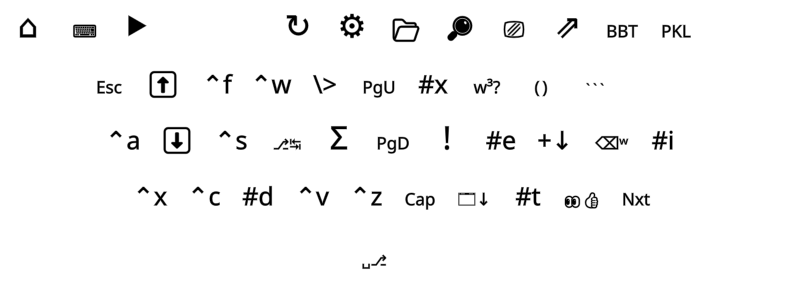 ⌂ ⌨ ▶ ↻ ⚙ 🗁 🔎 ⎚ ⇗ BBT PKL
Esc ⬆ ^f ^w \> PgU #x w³? () ```
^a ⬇ ^s ⎇↹ Σ PgD ! #e +↓ ⌫ʷ #i
^x ^c #d ^v ^z Cap 🗔↓ #t 👀👍 Nxt
␣⎇